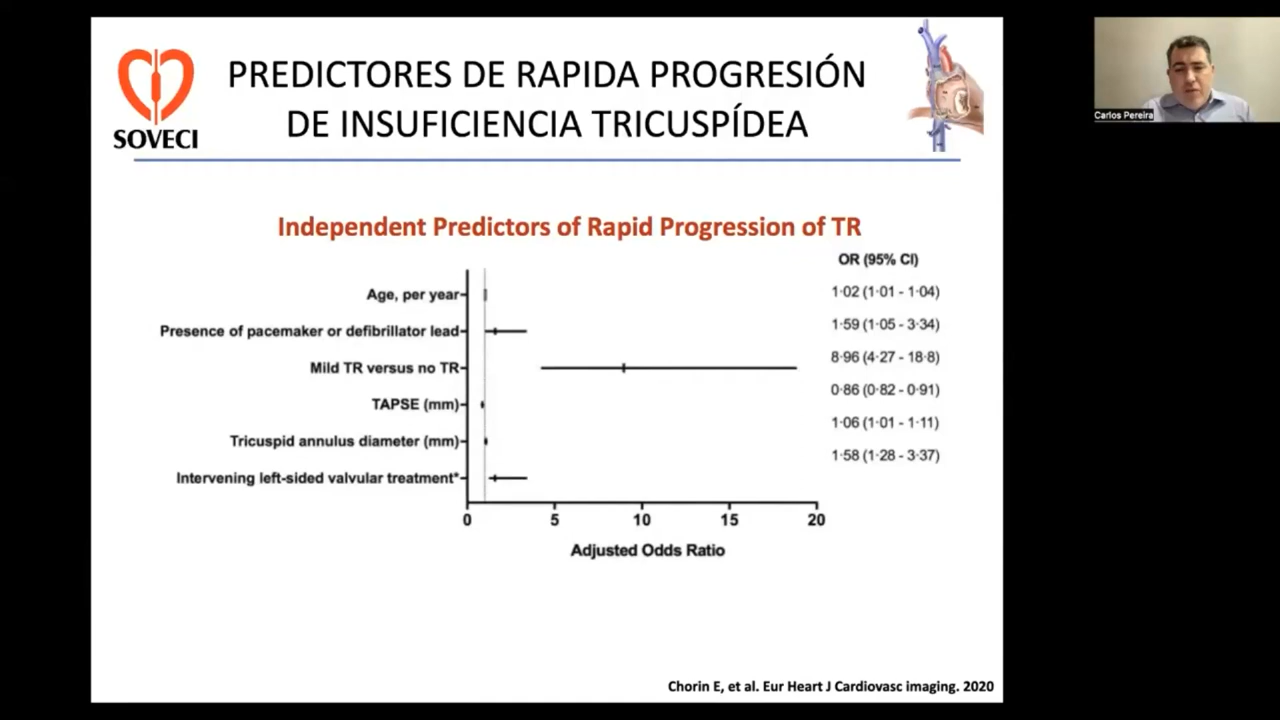 PREDICTORES DE RAPIDA PROGRESIÓN
DE INSUFICIENCIA TRICUSPÍDEA
SOVECI
Carlos Pereira
Independent Predictors of Rapid Progression of TR
OR (95% CI)
Age, per year
1·02 (1·01 - 1·04)
Presence of pacemaker or defibrillator lead
1·59 (1·05 - 3·34)
Mild TR versus no TR
8·96 (4·27 - 18·8)
TAPSE (mm)
0·86 (0·82 - 0·91)
Tricuspid annulus diameter (mm)
1·06 (1·01 - 1·11)
Intervening left-sided valvular treatment*
1·58 (1·28 - 3·37)
0 5 10 15 20
Adjusted Odds Ratio
Chorin E, et al. Eur Heart J Cardiovasc imaging. 2020